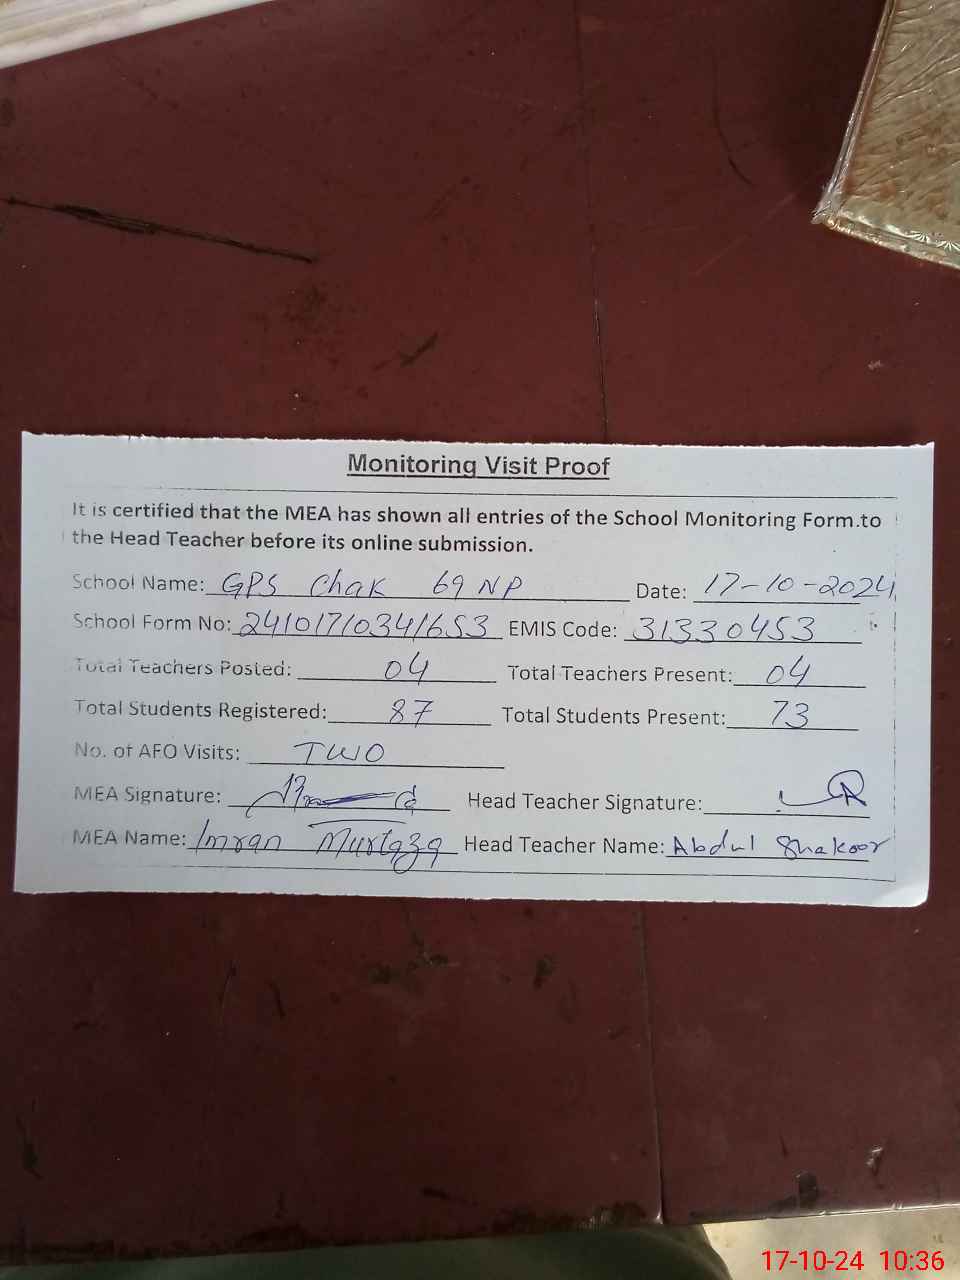 Monitoring Visit Proof
It is certified that the MEA has shown all entries of the School Monitoring Form.to
the Head Teacher before its online submission.
School Name: GPS Chak 69 NP Date: 17-10-2024
School Form No: 24101710341653 EMIS Code: 31330453
Total Teachers Posted: 04 Total Teachers Present: 04
Total Students Registered: 87 Total Students Present: 73
No. of AEO Visits: TWO
MEA Signature: Head Teacher Signature:
MEA Name: Imran Murtaza Head Teacher Name: Abdul Shakoor
17-10-24 10:36